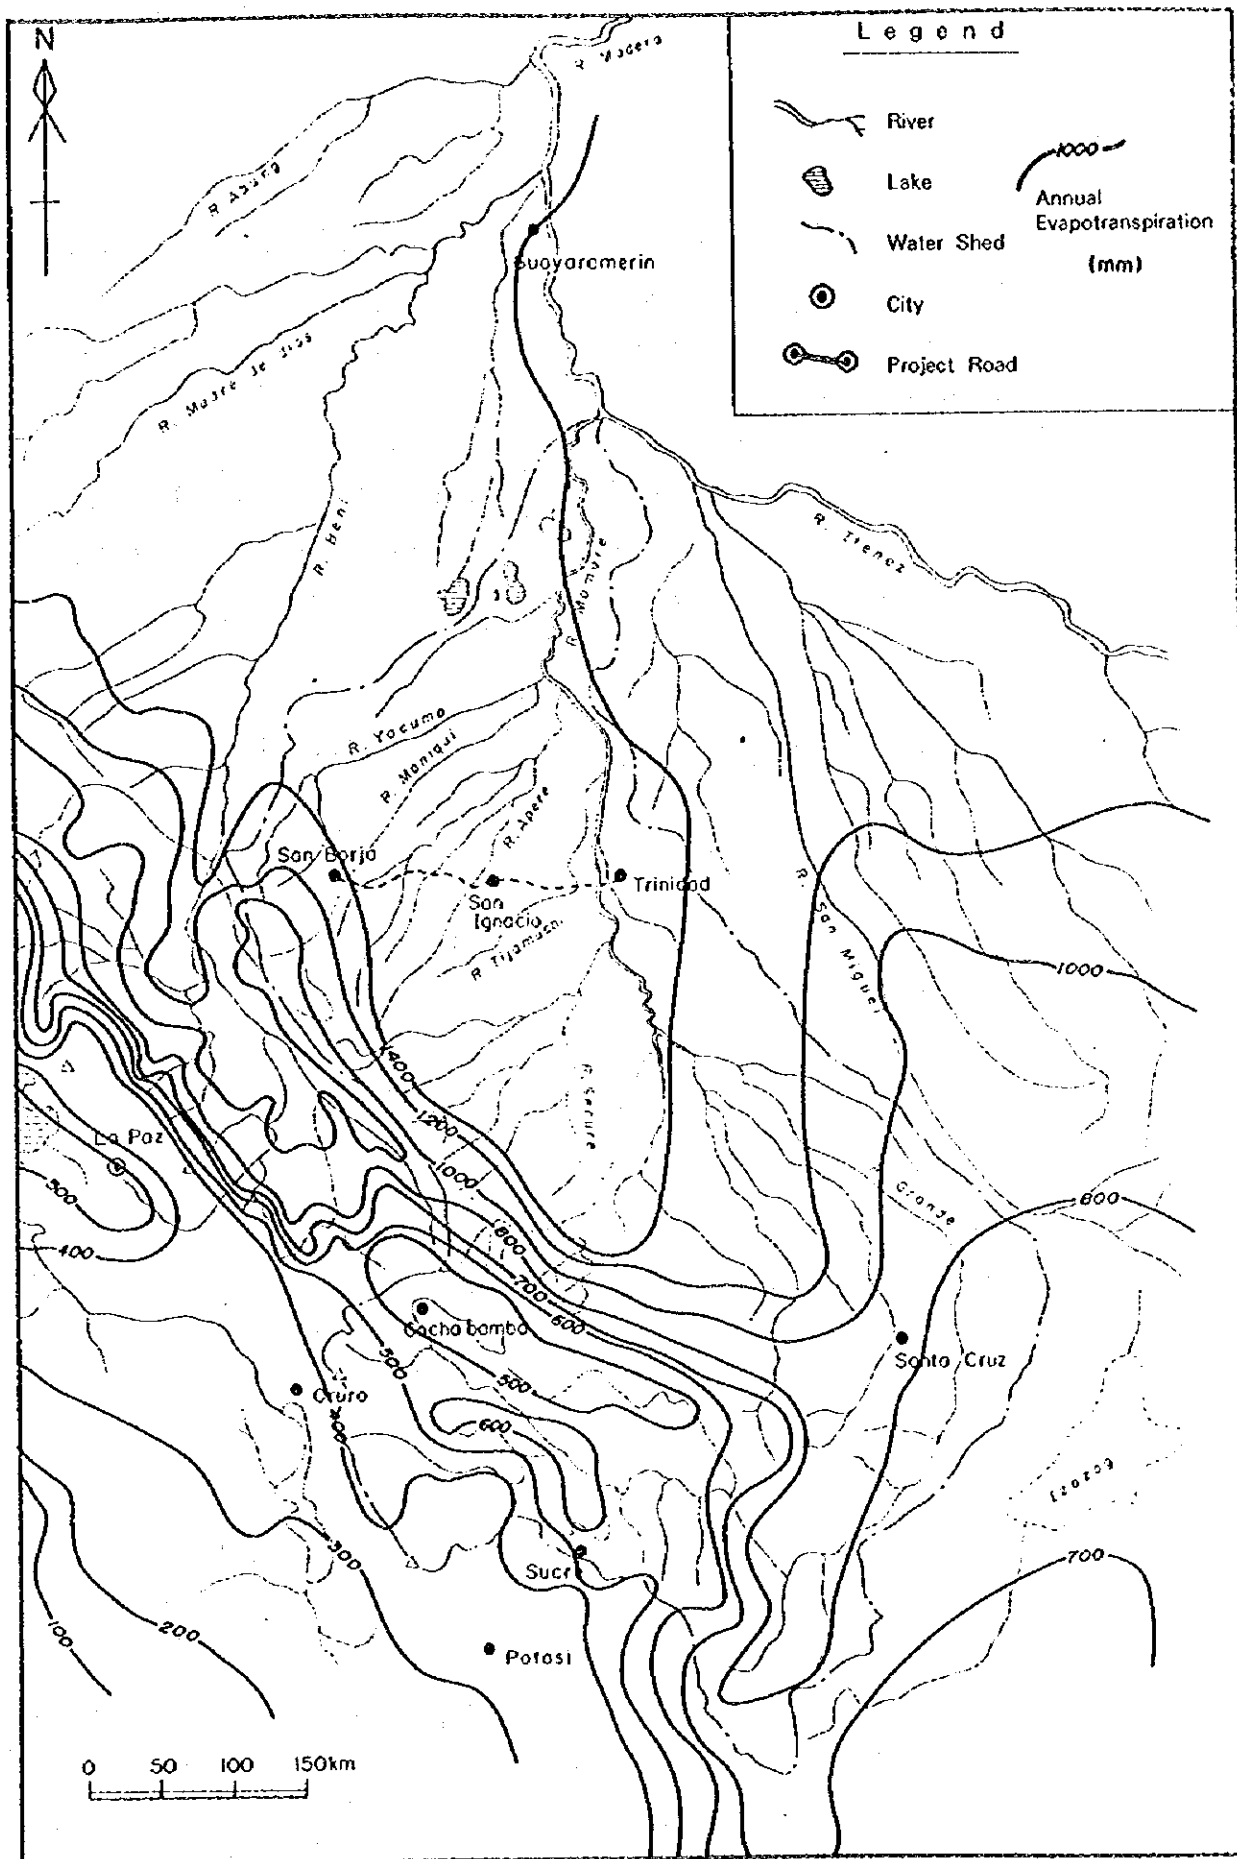 Legend
River
Lake
Water Shed
City
Project Road
1000
Annual
Evapotranspiration
(mm)
N
R. Madera
R. Abuna
Guayaramerin
R. Madre de Dios
R. Beni
R. Itenez
R. Mamore
R. Yacuma
R. Maniqui
R. Apere
San Borja
San
Ignacio
Trinidad
R. Tijamuchi
R. San Miguel
1000
1400
1200
1000
R. Secure
La Paz
300
400
Grande
800
800
700
600
Cochabamba
500
500
Santa Cruz
Oruro
400
600
300
Sucre
700
100
200
Potosi
0 50 100 150km